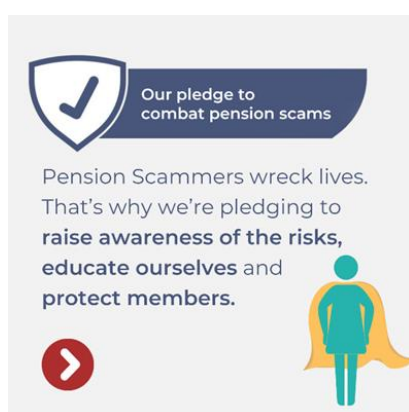 Our pledge to
combat pension scams
Pension Scammers wreck lives.
That’s why we’re pledging to
raise awareness of the risks,
educate ourselves and
protect members.